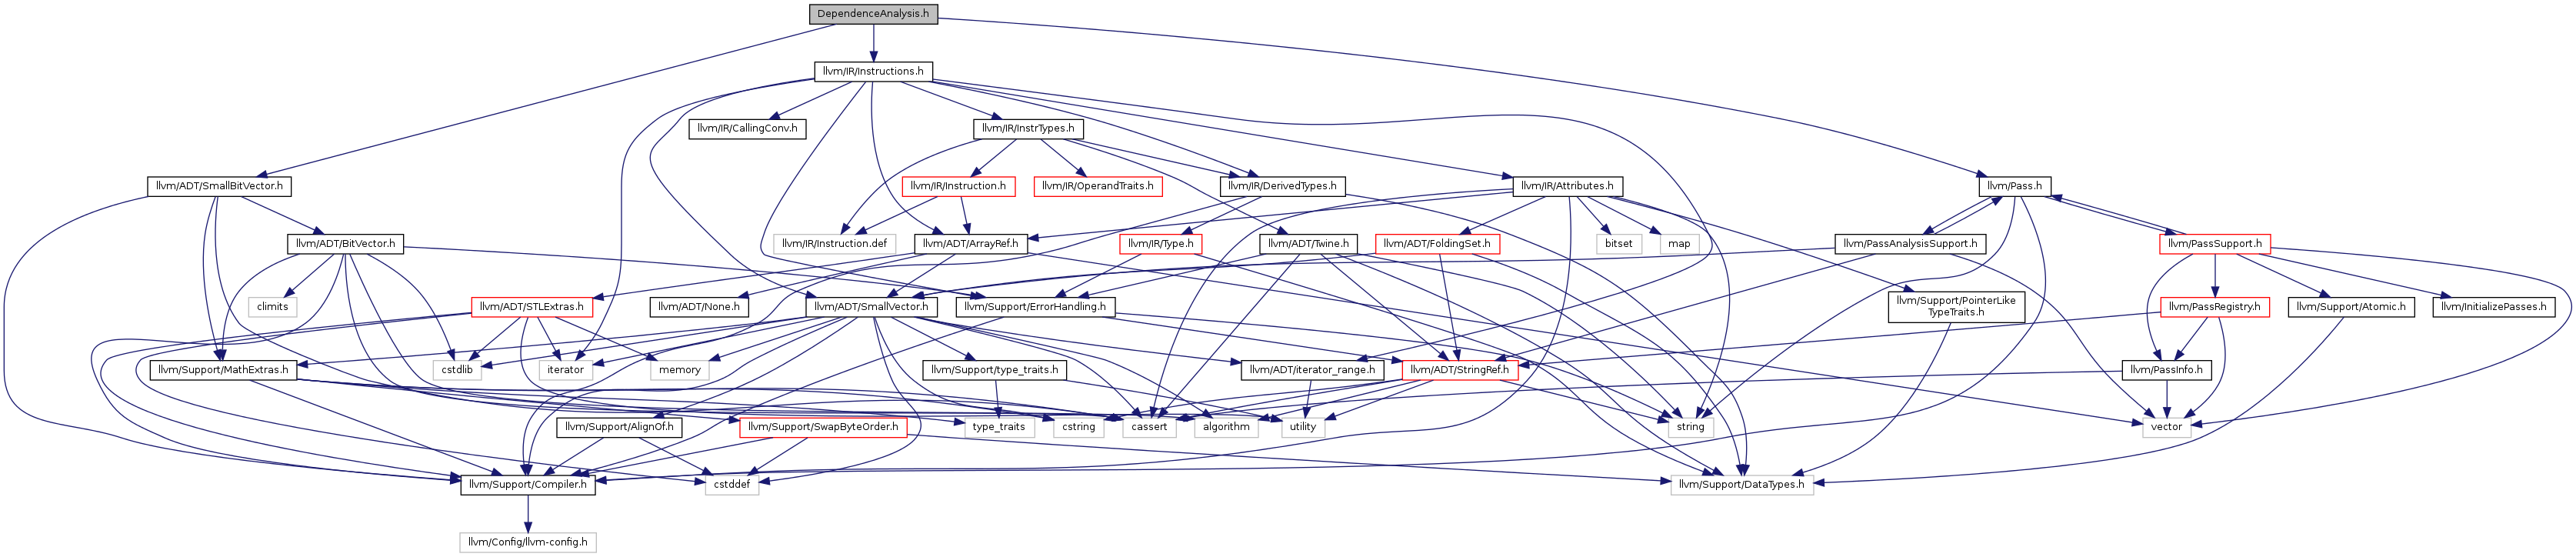 DependenceAnalysis.h
llvm/IR/Instructions.h
llvm/IR/CallingConv.h
llvm/IR/InstrTypes.h
llvm/ADT/SmallBitVector.h
llvm/IR/Instruction.h
llvm/IR/OperandTraits.h
llvm/IR/DerivedTypes.h
llvm/IR/Attributes.h
llvm/Pass.h
llvm/ADT/BitVector.h
llvm/IR/Instruction.def
llvm/ADT/ArrayRef.h
llvm/IR/Type.h
llvm/ADT/Twine.h
llvm/ADT/FoldingSet.h
bitset
map
llvm/PassAnalysisSupport.h
llvm/PassSupport.h
climits
llvm/ADT/STLExtras.h
llvm/ADT/None.h
llvm/ADT/SmallVector.h
llvm/Support/ErrorHandling.h
llvm/Support/PointerLike
TypeTraits.h
llvm/PassRegistry.h
llvm/Support/Atomic.h
llvm/InitializePasses.h
llvm/Support/MathExtras.h
cstdlib
iterator
memory
llvm/Support/type_traits.h
llvm/ADT/iterator_range.h
llvm/ADT/StringRef.h
llvm/PassInfo.h
llvm/Support/AlignOf.h
llvm/Support/SwapByteOrder.h
type_traits
cstring
cassert
algorithm
utility
string
vector
llvm/Support/Compiler.h
cstddef
llvm/Support/DataTypes.h
llvm/Config/llvm-config.h